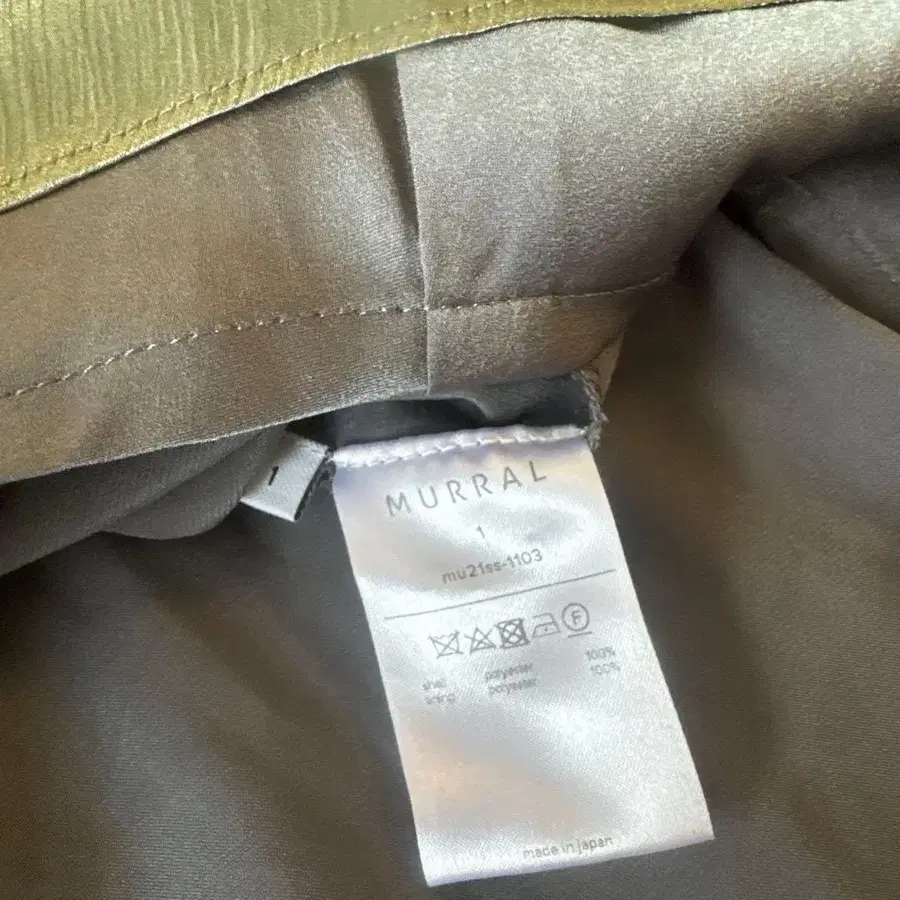 1
MURRAL
1
mu21ss-1103
F
shell polyester 100%
lining polyester 100%
made in japan